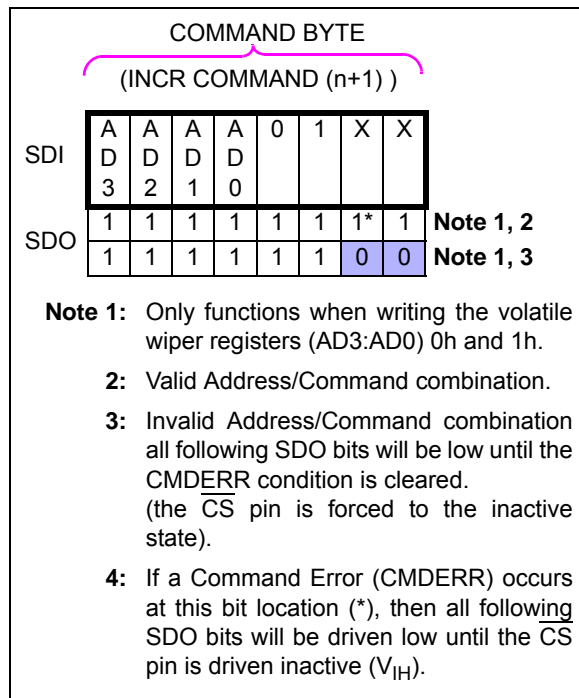 COMMAND BYTE
(INCR COMMAND (n+1) )
SDI
A A A A 0 1 X X
D D D D
3 2 1 0
SDO
1 1 1 1 1 1 1* 1 Note 1, 2
1 1 1 1 1 1 0 0 Note 1, 3
Note 1: Only functions when writing the volatile
wiper registers (AD3:AD0) 0h and 1h.
2: Valid Address/Command combination.
3: Invalid Address/Command combination
all following SDO bits will be low until the
CMDERR condition is cleared.
(the C̅S̅ pin is forced to the inactive
state).
4: If a Command Error (CMDERR) occurs
at this bit location (*), then all following
SDO bits will be driven low until the C̅S̅
pin is driven inactive (VIH).